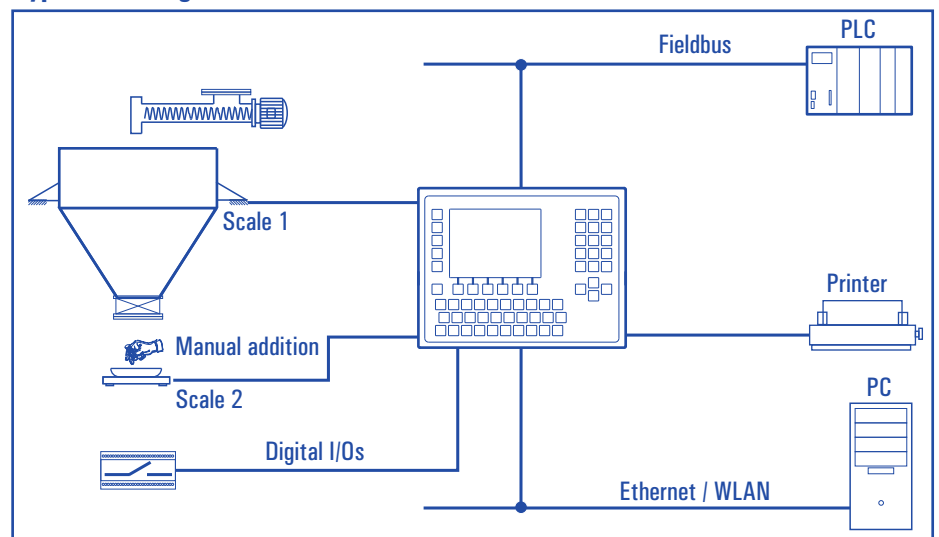 PLC
Fieldbus
Scale 1
Printer
Manual addition
Scale 2
PC
Digital I/Os
Ethernet / WLAN